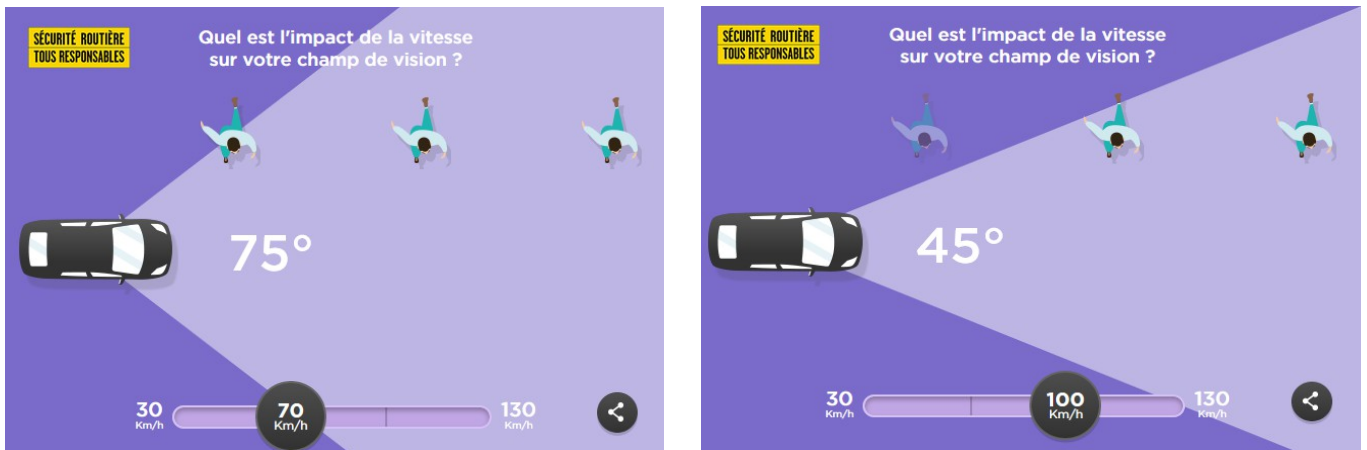 SÉCURITÉ ROUTIÈRE
TOUS RESPONSABLES
Quel est l'impact de la vitesse
sur votre champ de vision ?
75°
30
Km/h
70
Km/h
130
Km/h
SÉCURITÉ ROUTIÈRE
TOUS RESPONSABLES
Quel est l'impact de la vitesse
sur votre champ de vision ?
45°
30
Km/h
100
Km/h
130
Km/h